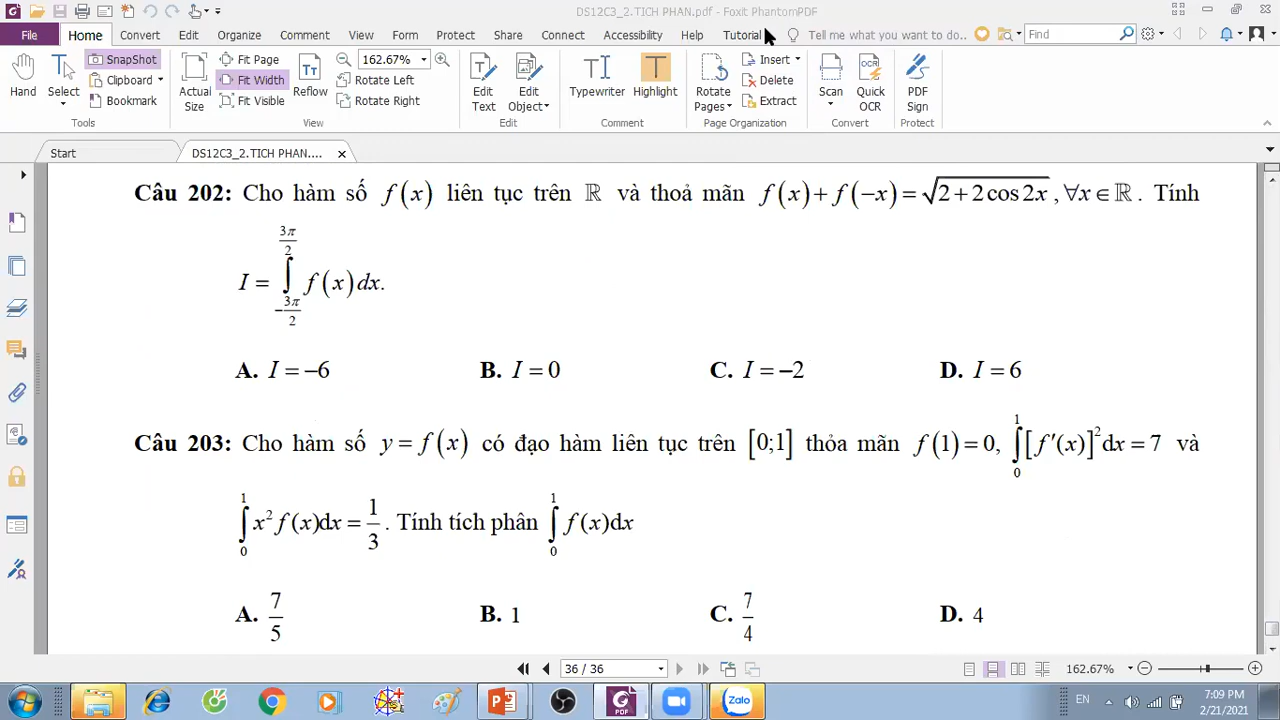 DS12C3_2.TICH PHAN.pdf - Foxit PhantomPDF
File Home Convert Edit Organize Comment View Form Protect Share Connect Accessibility Help Tutorial Tell me what you want to do.. Find
SnapShot Fit Page 162.67% Insert
Hand Select Clipboard Actual Size Fit Width Reflow Rotate Left Edit Text Edit Object Typewriter Highlight Rotate Pages Delete Scan Quick OCR PDF Sign
Bookmark Fit Visible Rotate Right Extract
Tools View Edit Comment Page Organization Convert Protect
Start DS12C3_2.TICH PHAN....
Câu 202: Cho hàm số f(x) liên tục trên ℝ và thoả mãn f(x)+f(−x)=√(2+2cos2x), ∀x∈ℝ. Tính
I = ∫_{−3π/2}^{3π/2} f(x)dx.
A. I = −6 B. I = 0 C. I = −2 D. I = 6
Câu 203: Cho hàm số y = f(x) có đạo hàm liên tục trên [0;1] thỏa mãn f(1) = 0, ∫_0^1 [f′(x)]²dx = 7 và
∫_0^1 x² f(x)dx = 1/3. Tính tích phân ∫_0^1 f(x)dx
A. 7/5 B. 1 C. 7/4 D. 4
36 / 36 162.67%
EN 7:09 PM
2/21/2021
Zalo